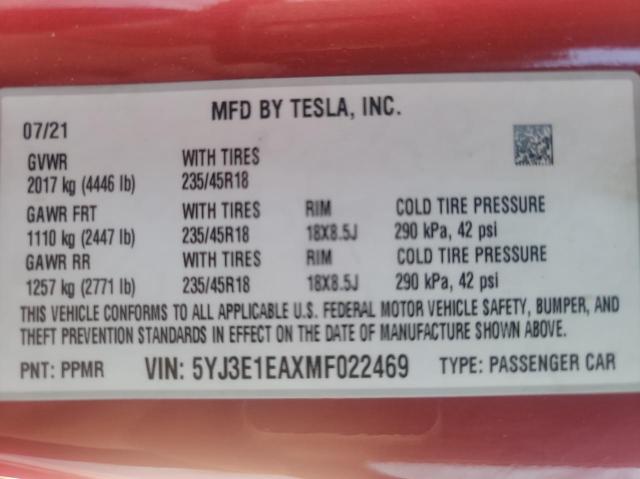 MFD BY TESLA, INC.
07/21
GVWR WITH TIRES
2017 kg (4446 lb) 235/45R18
GAWR FRT WITH TIRES RIM COLD TIRE PRESSURE
1110 kg (2447 lb) 235/45R18 18X8.5J 290 kPa, 42 psi
GAWR RR WITH TIRES RIM COLD TIRE PRESSURE
1257 kg (2771 lb) 235/45R18 18X8.5J 290 kPa, 42 psi
THIS VEHICLE CONFORMS TO ALL APPLICABLE U.S. FEDERAL MOTOR VEHICLE SAFETY, BUMPER, AND
THEFT PREVENTION STANDARDS IN EFFECT ON THE DATE OF MANUFACTURE SHOWN ABOVE.
PNT: PPMR VIN: 5YJ3E1EAXMF022469 TYPE: PASSENGER CAR